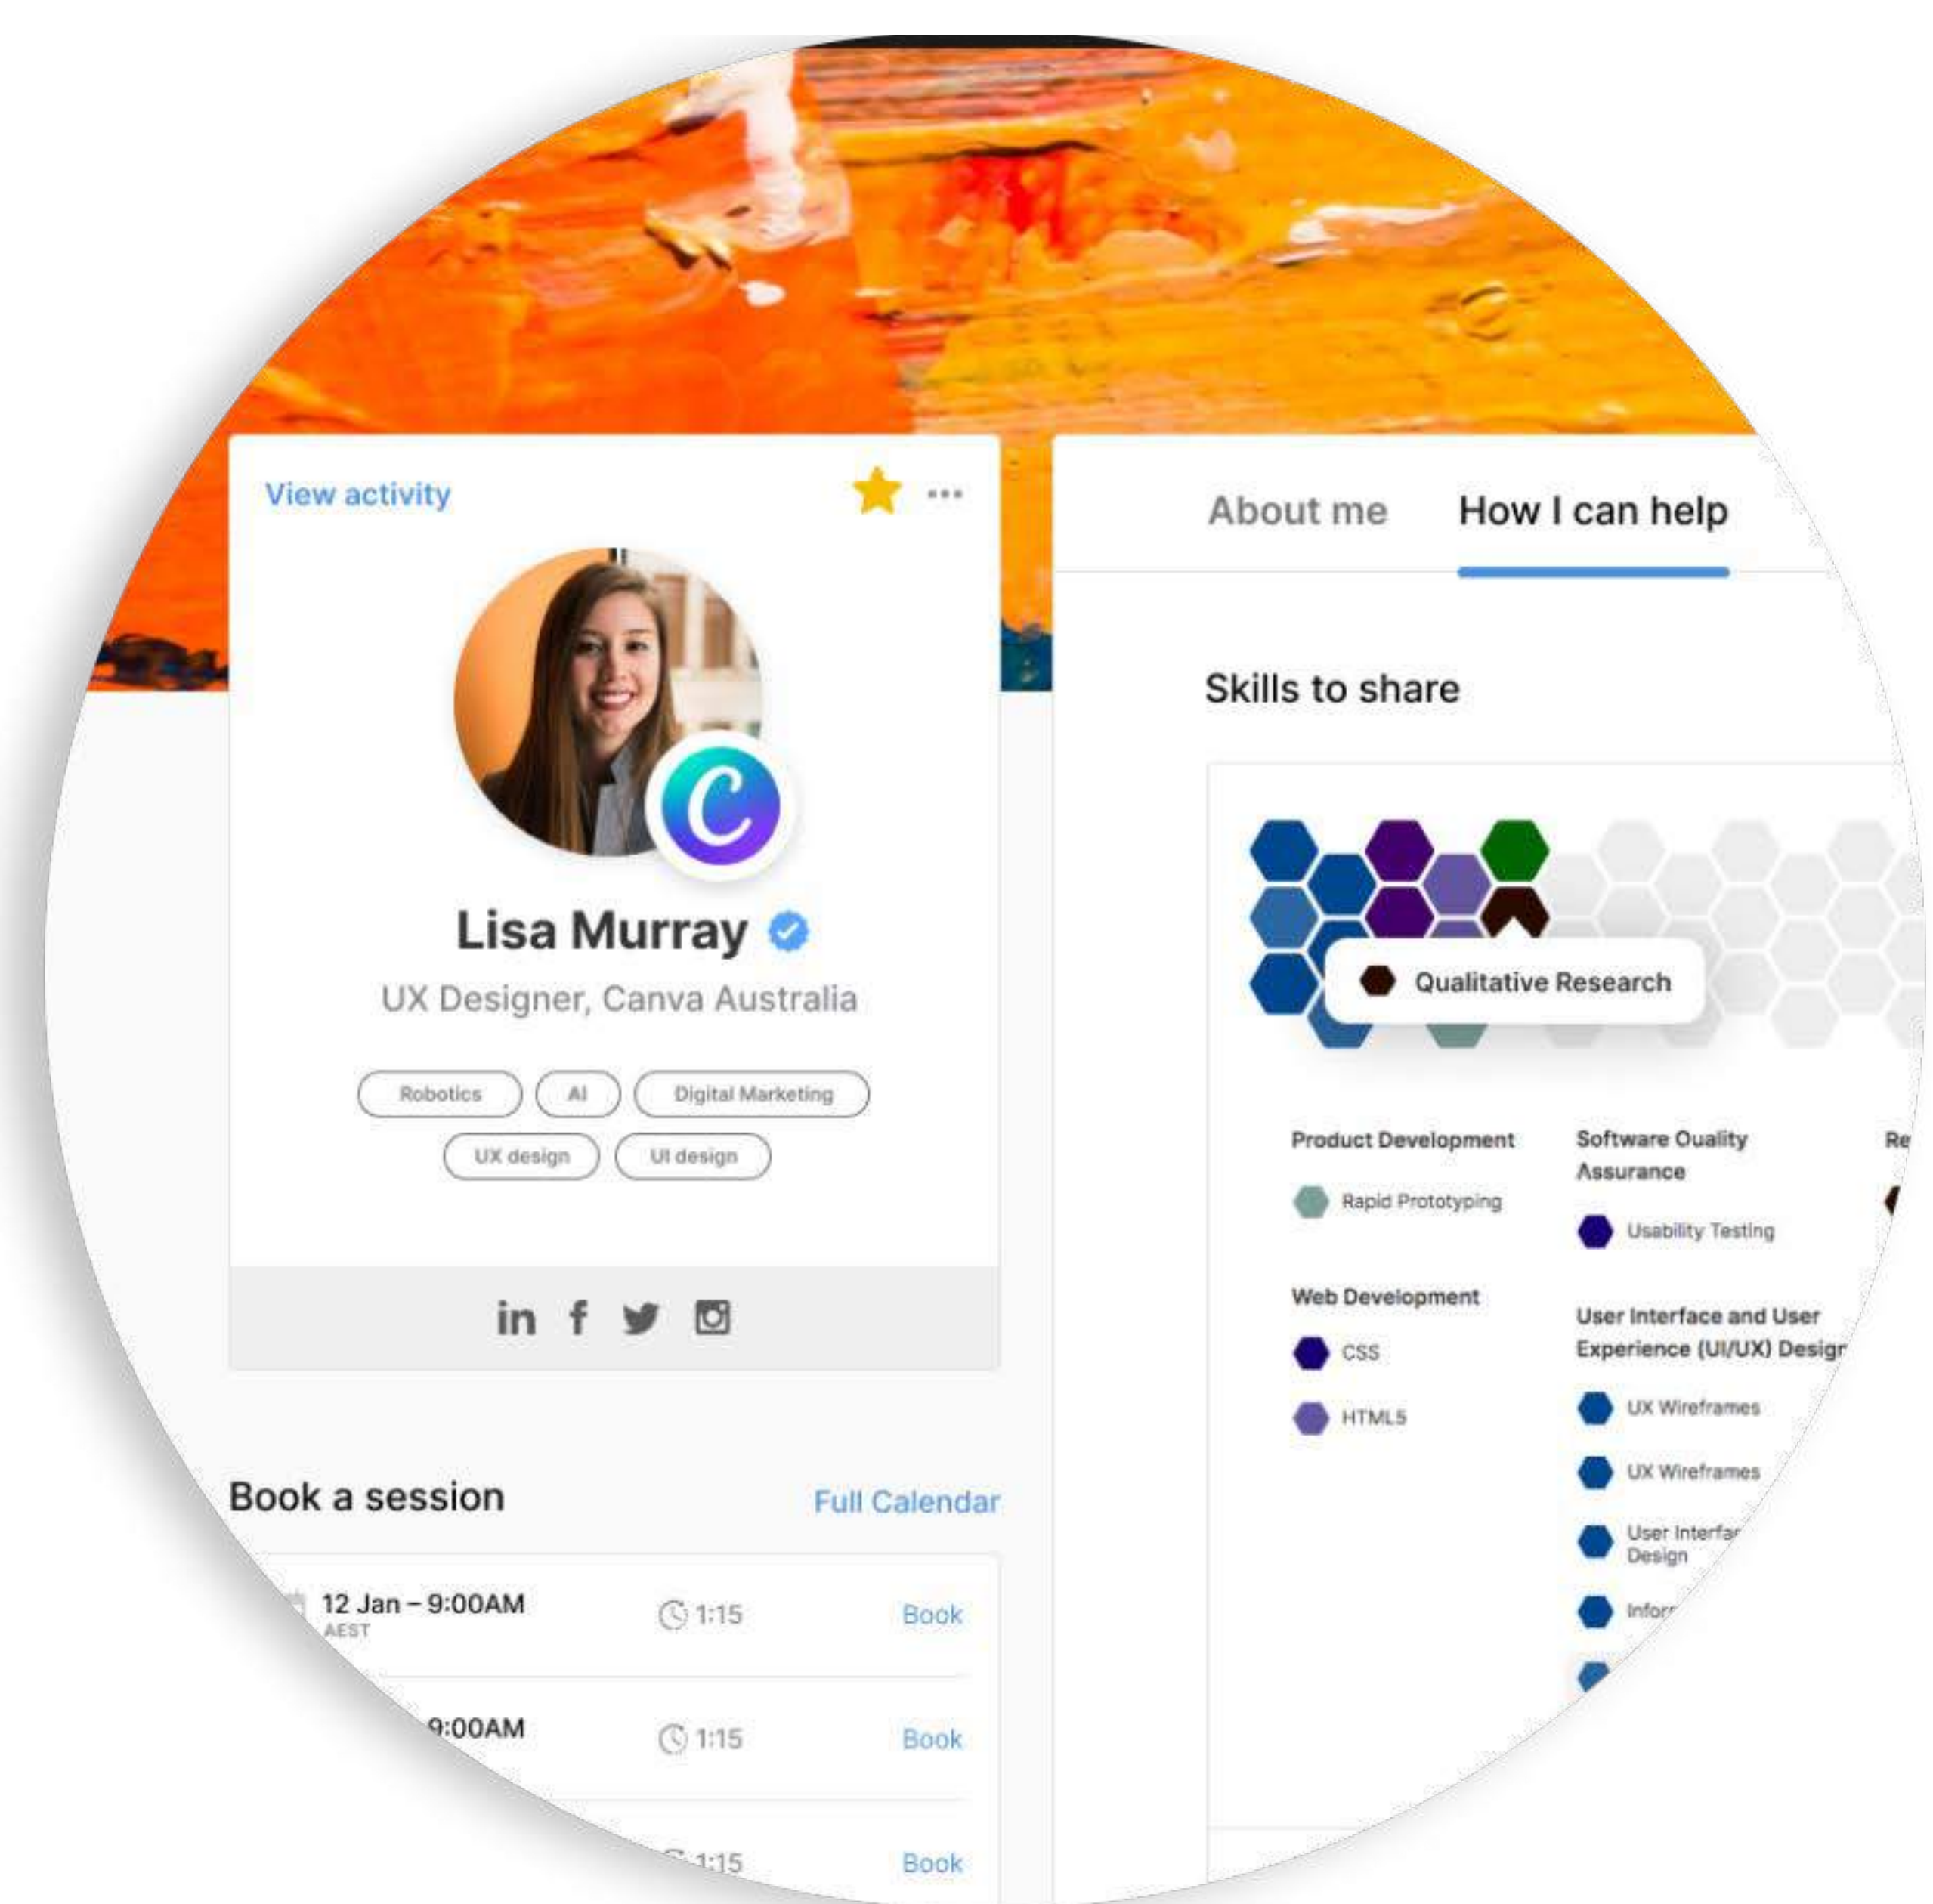 View activity
Lisa Murray
UX Designer, Canva Australia
Robotics
AI
Digital Marketing
UX design
UI design
in f
Book a session
Full Calendar
12 Jan – 9:00AM
AEST
1:15
Book
9:00AM
1:15
Book
1:15
Book
About me
How I can help
Skills to share
Qualitative Research
Product Development
Rapid Prototyping
Web Development
CSS
HTML5
Software Quality
Assurance
Usability Testing
User Interface and User
Experience (UI/UX) Design
UX Wireframes
UX Wireframes
User
Design